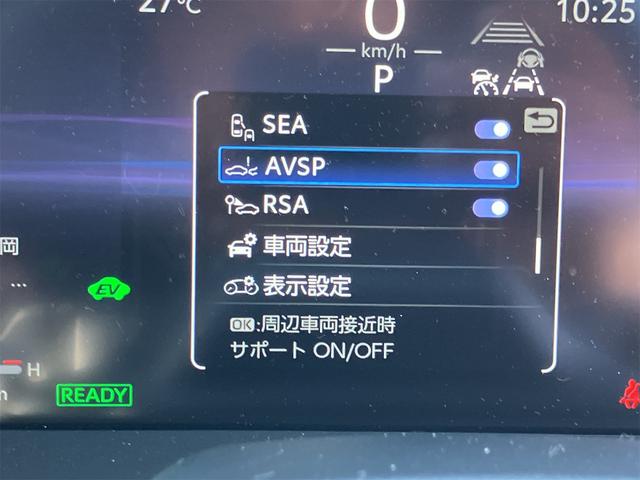 27℃
0
10:25
km/h
P
SEA
AVSP
RSA
岡
車両設定
...
EV
表示設定
OK:周辺車両接近時
サポート ON/OFF
H
READY